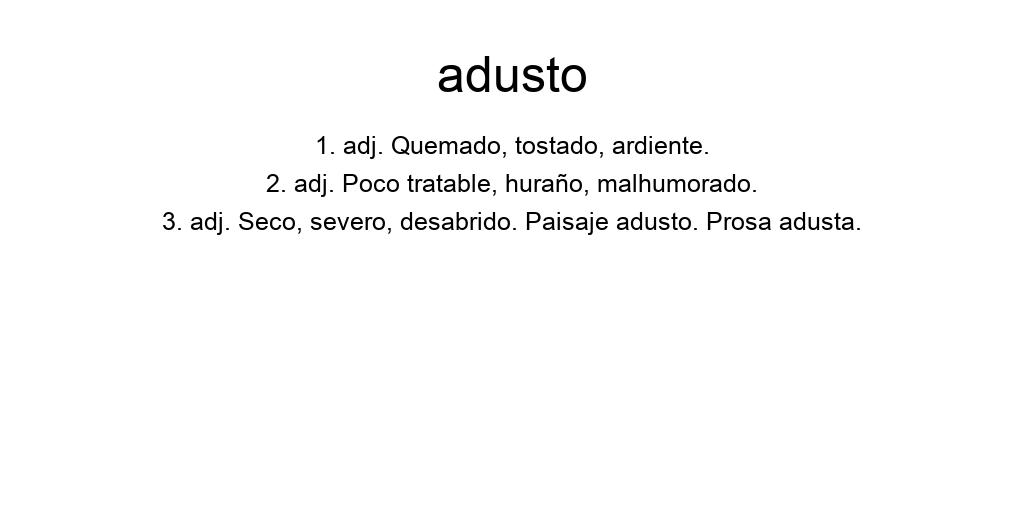 adusto
1. adj. Quemado, tostado, ardiente.
2. adj. Poco tratable, huraño, malhumorado.
3. adj. Seco, severo, desabrido. Paisaje adusto. Prosa adusta.